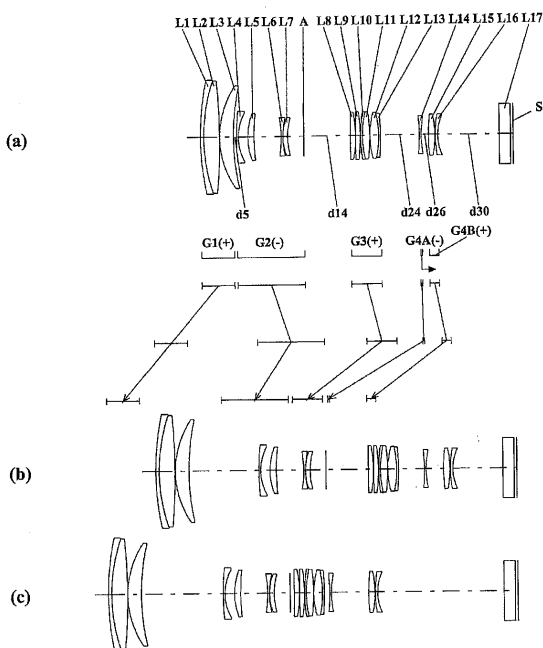 L1 L2 L3 L4 L5 L6 L7 A L8 L9 L10 L11 L12 L13 L14 L15 L16 L17
S
(a)
d5 d14 d24 d26 d30
G4B(+)
G1(+) G2(-) G3(+) G4A(-)
(b)
(c)